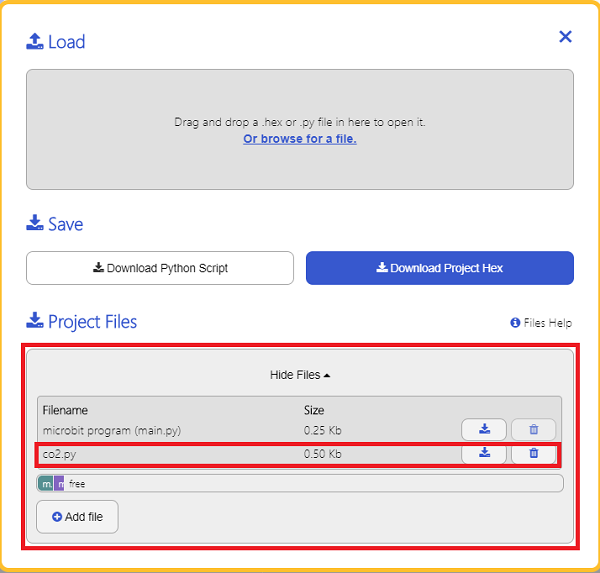 Load
Drag and drop a .hex or .py file in here to open it.
Or browse for a file.
Save
Download Python Script
Download Project Hex
Project Files
Files Help
Hide Files
Filename Size
microbit program (main.py) 0.25 Kb
co2.py 0.50 Kb
m. free
Add file